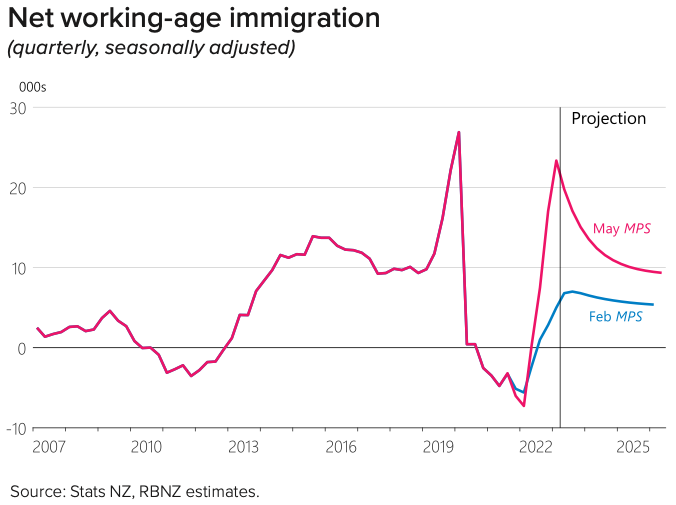 Net working-age immigration
(quarterly, seasonally adjusted)
000s
30
Projection
20
May MPS
10
Feb MPS
0
-10
2007 2010 2013 2016 2019 2022 2025
Source: Stats NZ, RBNZ estimates.